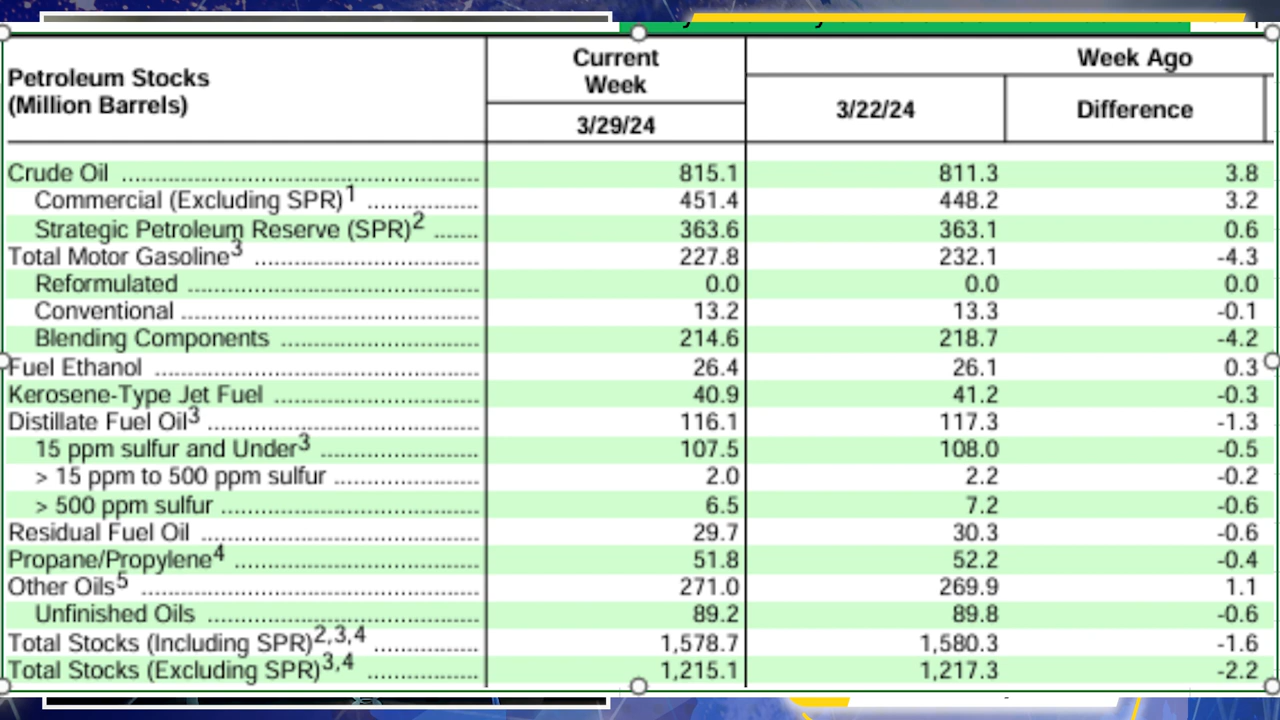 Petroleum Stocks
(Million Barrels)
Current
Week
Week Ago
3/29/24
3/22/24
Difference
Crude Oil ........ 815.1 811.3 3.8
Commercial (Excluding SPR)1 ........ 451.4 448.2 3.2
Strategic Petroleum Reserve (SPR)2 ....... 363.6 363.1 0.6
Total Motor Gasoline3 ........ 227.8 232.1 -4.3
Reformulated ........ 0.0 0.0 0.0
Conventional ........ 13.2 13.3 -0.1
Blending Components ........ 214.6 218.7 -4.2
Fuel Ethanol ........ 26.4 26.1 0.3
Kerosene-Type Jet Fuel ........ 40.9 41.2 -0.3
Distillate Fuel Oil3 ........ 116.1 117.3 -1.3
15 ppm sulfur and Under3 ........ 107.5 108.0 -0.5
> 15 ppm to 500 ppm sulfur ........ 2.0 2.2 -0.2
> 500 ppm sulfur ........ 6.5 7.2 -0.6
Residual Fuel Oil ........ 29.7 30.3 -0.6
Propane/Propylene4 ........ 51.8 52.2 -0.4
Other Oils5 ........ 271.0 269.9 1.1
Unfinished Oils ........ 89.2 89.8 -0.6
Total Stocks (Including SPR)2,3,4 ........ 1,578.7 1,580.3 -1.6
Total Stocks (Excluding SPR)3,4 ........ 1,215.1 1,217.3 -2.2